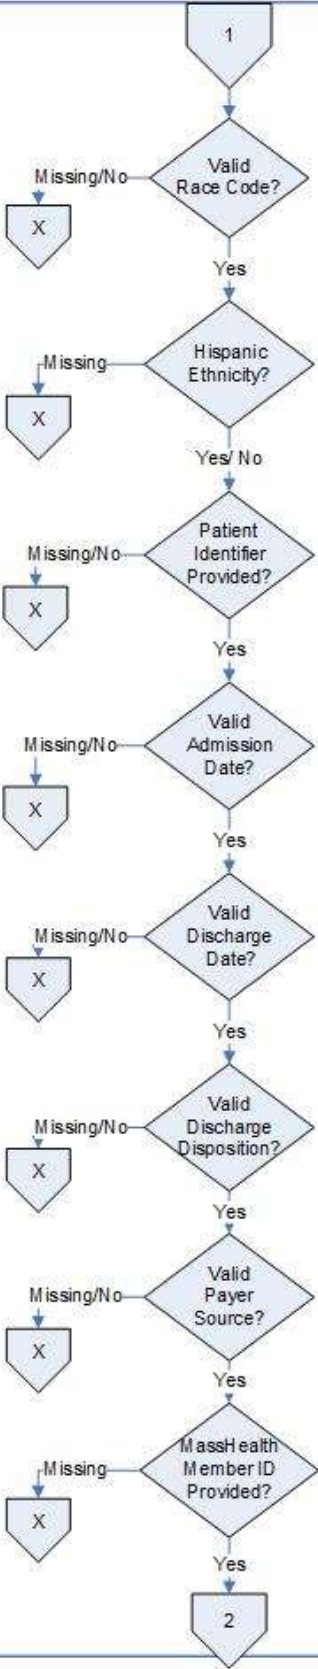 1
Valid
Race Code?
Missing/No
X
Yes
Hispanic
Ethnicity?
Missing
X
Yes/ No
Patient
Identifier
Provided?
Missing/No
X
Yes
Valid
Admission
Date?
Missing/No
X
Yes
Valid
Discharge
Date?
Missing/No
X
Yes
Valid
Discharge
Disposition?
Missing/No
X
Yes
Valid
Payer
Source?
Missing/No
X
Yes
MassHealth
Member ID
Provided?
Missing
X
Yes
2